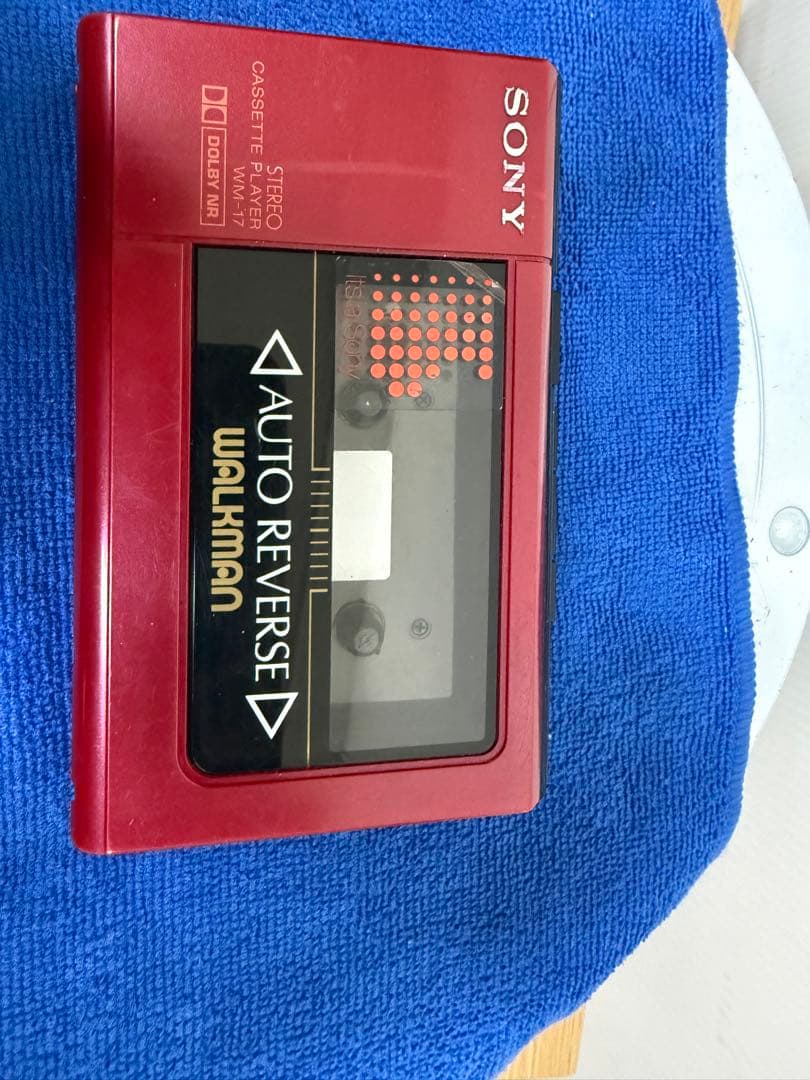 SONY
STEREO
CASSETTE PLAYER
WM-17
DOLBY NR
It's a Sony
AUTO REVERSE
WALKMAN